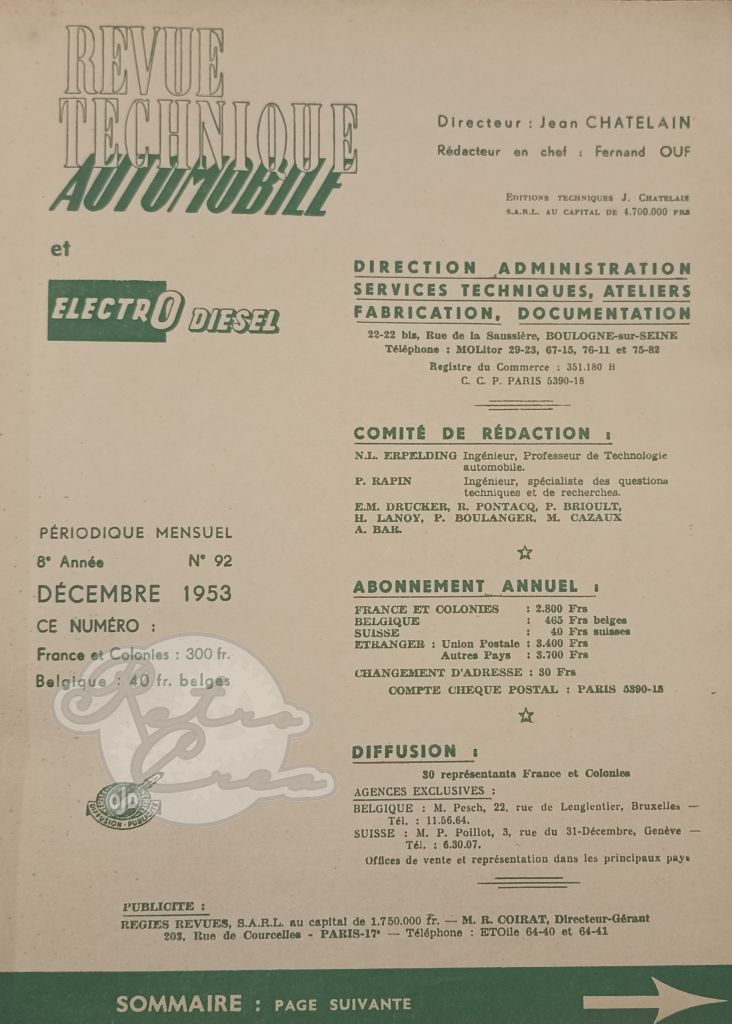 REVUE
TECHNIQUE
AUTOMOBILE
et
ELECTRO DIESEL
Directeur : Jean CHATELAIN
Rédacteur en chef : Fernand OUF
EDITIONS TECHNIQUES J. CHATELAIN
S.A.R.L. AU CAPITAL DE 4.700.000 FRS
DIRECTION ADMINISTRATION
SERVICES TECHNIQUES, ATELIERS
FABRICATION, DOCUMENTATION
22-22 bis, Rue de la Saussière, BOULOGNE-sur-SEINE
Téléphone : MOLitor 29-23, 67-15, 76-11 et 75-82
Registre du Commerce : 351.180 B
C. C. P. PARIS 5390-18
COMITÉ DE RÉDACTION :
N.L. ERPELDING Ingénieur, Professeur de Technologie
automobile.
P. RAPIN Ingénieur, spécialiste des questions
techniques et de recherches.
E.M. DRUCKER, R. PONTACQ, P. BRIOULT,
H. LANOY, P. BOULANGER, M. CAZAUX
A. BAR.
PÉRIODIQUE MENSUEL
8e Année N° 92
DÉCEMBRE 1953
CE NUMÉRO :
France et Colonies : 300 fr.
Belgique : 40 fr. belges
Retro
Crea
OJD
DIFFUSION - PUBLICITÉ
ABONNEMENT ANNUEL :
FRANCE ET COLONIES : 2.800 Frs
BELGIQUE : 465 Frs belges
SUISSE : 40 Frs suisses
ETRANGER : Union Postale : 3.400 Frs
Autres Pays : 3.700 Frs
CHANGEMENT D'ADRESSE : 30 Frs
COMPTE CHEQUE POSTAL : PARIS 5390-18
DIFFUSION :
30 représentants France et Colonies
AGENCES EXCLUSIVES :
BELGIQUE : M. Pesch, 22, rue de Lenglentier, Bruxelles —
Tél. : 11.56.64.
SUISSE : M. P. Poillot, 3, rue du 31-Décembre, Genève —
Tél. : 6.30.07.
Offices de vente et représentation dans les principaux pays
PUBLICITE :
REGIES REVUES, S.A.R.L. au capital de 1.750.000 fr. — M. R. COIRAT, Directeur-Gérant
203, Rue de Courcelles - PARIS-17e — Téléphone : ETOile 64-40 et 64-41
SOMMAIRE : PAGE SUIVANTE